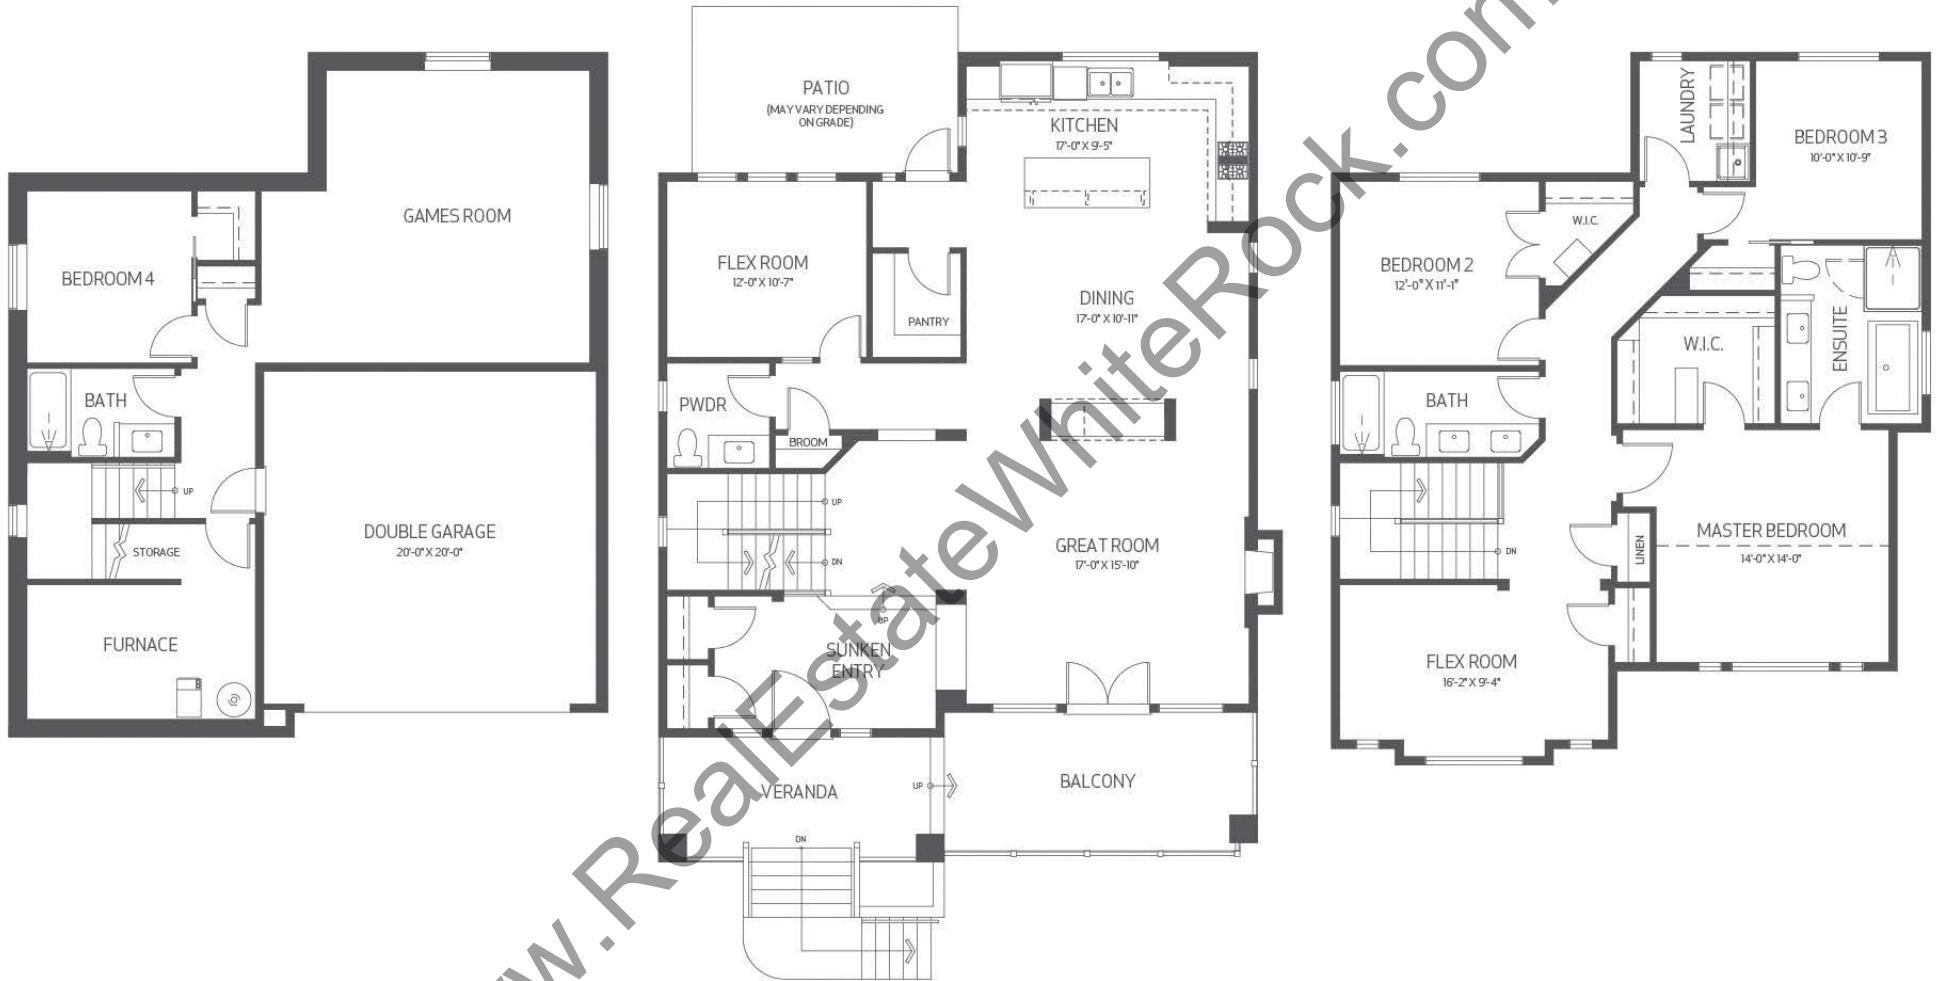 GAMES ROOM
BEDROOM 4
BATH
UP
STORAGE
DOUBLE GARAGE
20'-0" X 20'-0"
FURNACE
PATIO
(MAY VARY DEPENDING
ON GRADE)
KITCHEN
17'-0" X 9'-5"
FLEX ROOM
12'-0" X 10'-7"
DINING
17'-0" X 10'-11"
PANTRY
PWDR
BROOM
UP
DN
GREAT ROOM
17'-0" X 15'-10"
UP
SUNKEN
ENTRY
VERANDA
UP
BALCONY
DN
LAUNDRY
BEDROOM 3
10'-0" X 10'-9"
W.I.C.
BEDROOM 2
12'-0" X 11'-1"
W.I.C.
ENSUITE
BATH
MASTER BEDROOM
14'-0" X 14'-0"
DN
LINEN
FLEX ROOM
16'-2" X 9'-4"
w.RealEstateWhiteRock.com